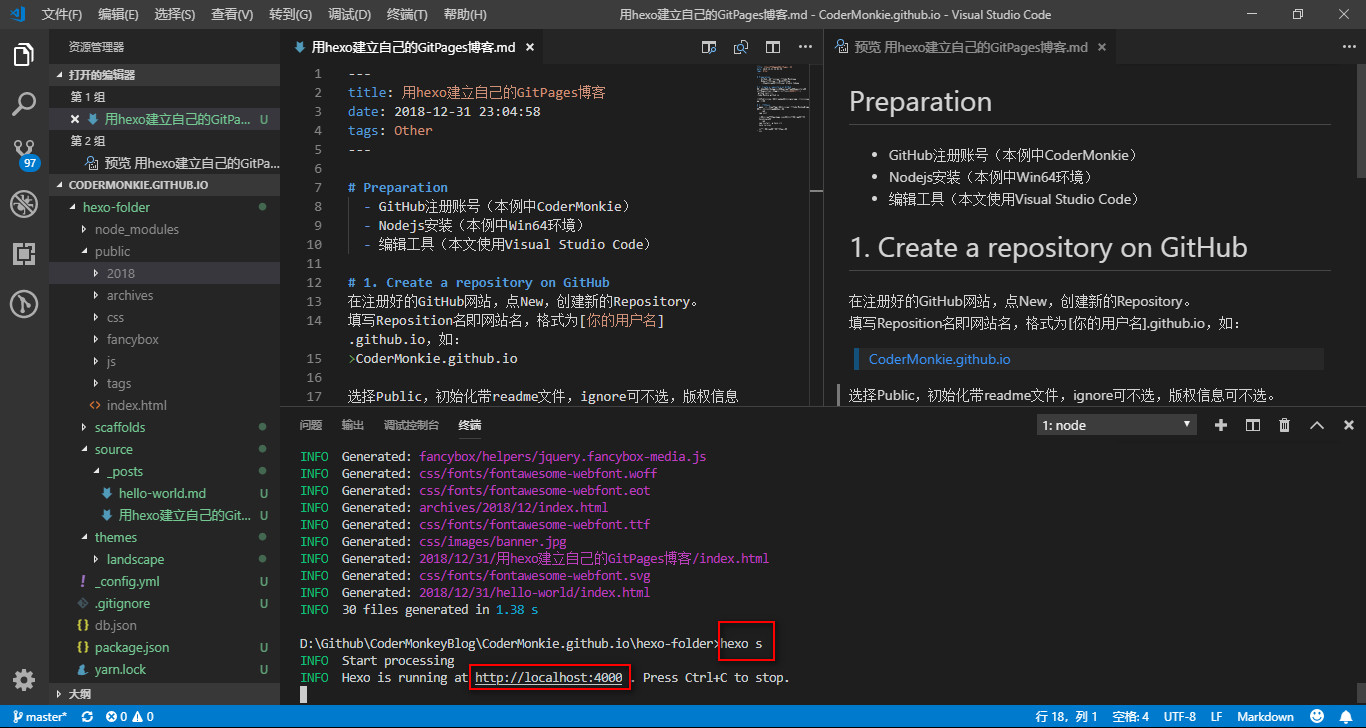 文件(F) 编辑(E) 选择(S) 查看(V) 转到(G) 调试(D) 终端(T) 帮助(H) 用hexo建立自己的GitPages博客.md - CoderMonkie.github.io - Visual Studio Code
资源管理器
打开的编辑器
第 1 组
用hexo建立自己的GitPa... U
第 2 组
预览 用hexo建立自己的GitPa...
CODERMONKIE.GITHUB.IO
hexo-folder
node_modules
public
2018
archives
css
fancybox
js
tags
index.html
scaffolds
source
_posts
hello-world.md U
用hexo建立自己的Git... U
themes
landscape
_config.yml U
.gitignore U
db.json
package.json U
yarn.lock U
大纲
97
用hexo建立自己的GitPages博客.md
1 ---
2 title: 用hexo建立自己的GitPages博客
3 date: 2018-12-31 23:04:58
4 tags: Other
5 ---
6
7 # Preparation
8 - GitHub注册账号（本例中CoderMonkie）
9 - Nodejs安装（本例中Win64环境）
10 - 编辑工具（本文使用Visual Studio Code）
11
12 # 1. Create a repository on GitHub
13 在注册好的GitHub网站，点New，创建新的Repository。
14 填写Reposition名即网站名，格式为[你的用户名]
.github.io，如：
15 >CoderMonkie.github.io
16
17 选择Public，初始化带readme文件，ignore可不选，版权信息
预览 用hexo建立自己的GitPages博客.md
Preparation
• GitHub注册账号（本例中CoderMonkie）
• Nodejs安装（本例中Win64环境）
• 编辑工具（本文使用Visual Studio Code）
1. Create a repository on GitHub
在注册好的GitHub网站，点New，创建新的Repository。
填写Reposition名即网站名，格式为[你的用户名].github.io，如：
CoderMonkie.github.io
选择Public，初始化带readme文件，ignore可不选，版权信息可不选。
问题 输出 调试控制台 终端 1: node
INFO Generated: fancybox/helpers/jquery.fancybox-media.js
INFO Generated: css/fonts/fontawesome-webfont.woff
INFO Generated: css/fonts/fontawesome-webfont.eot
INFO Generated: archives/2018/12/index.html
INFO Generated: css/fonts/fontawesome-webfont.ttf
INFO Generated: css/images/banner.jpg
INFO Generated: 2018/12/31/用hexo建立自己的GitPages博客/index.html
INFO Generated: css/fonts/fontawesome-webfont.svg
INFO Generated: 2018/12/31/hello-world/index.html
INFO 30 files generated in 1.38 s
D:\Github\CoderMonkeyBlog\CoderMonkie.github.io\hexo-folder>hexo s
INFO Start processing
INFO Hexo is running at http://localhost:4000 . Press Ctrl+C to stop.
master* 0 0 行 18，列 1 空格: 4 UTF-8 LF Markdown